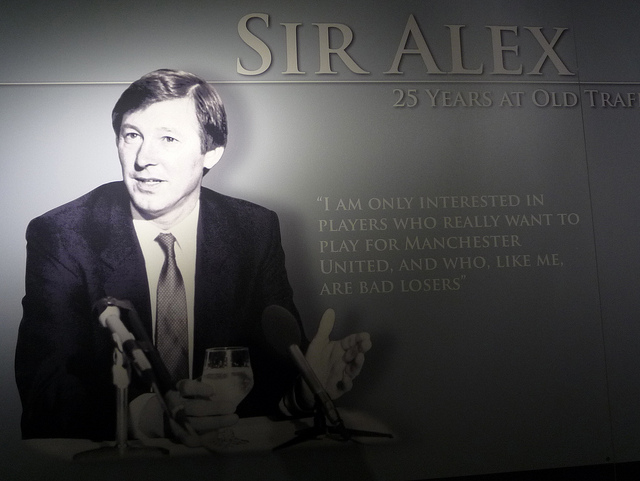 SIR ALEX
25 YEARS AT OLD TRAF
"I AM ONLY INTERESTED IN
PLAYERS WHO REALLY WANT TO
PLAY FOR MANCHESTER
UNITED, AND WHO, LIKE ME,
ARE BAD LOSERS"